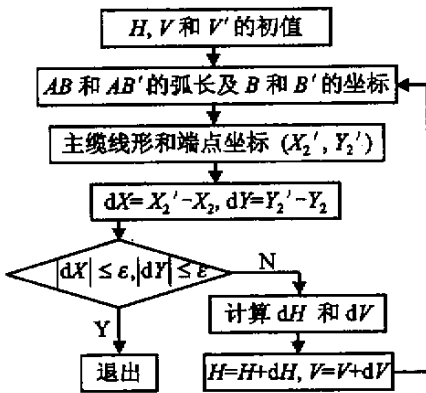 H, V 和 V′ 的初值
AB 和 AB′ 的弧长及 B 和 B′ 的坐标
主缆线形和端点坐标 (X₂′, Y₂′)
dX= X₂′-X₂, dY=Y₂′-Y₂
|dX| ≤ ε, |dY| ≤ ε
N
计算 dH 和 dV
Y
退出
H=H+dH, V=V+dV